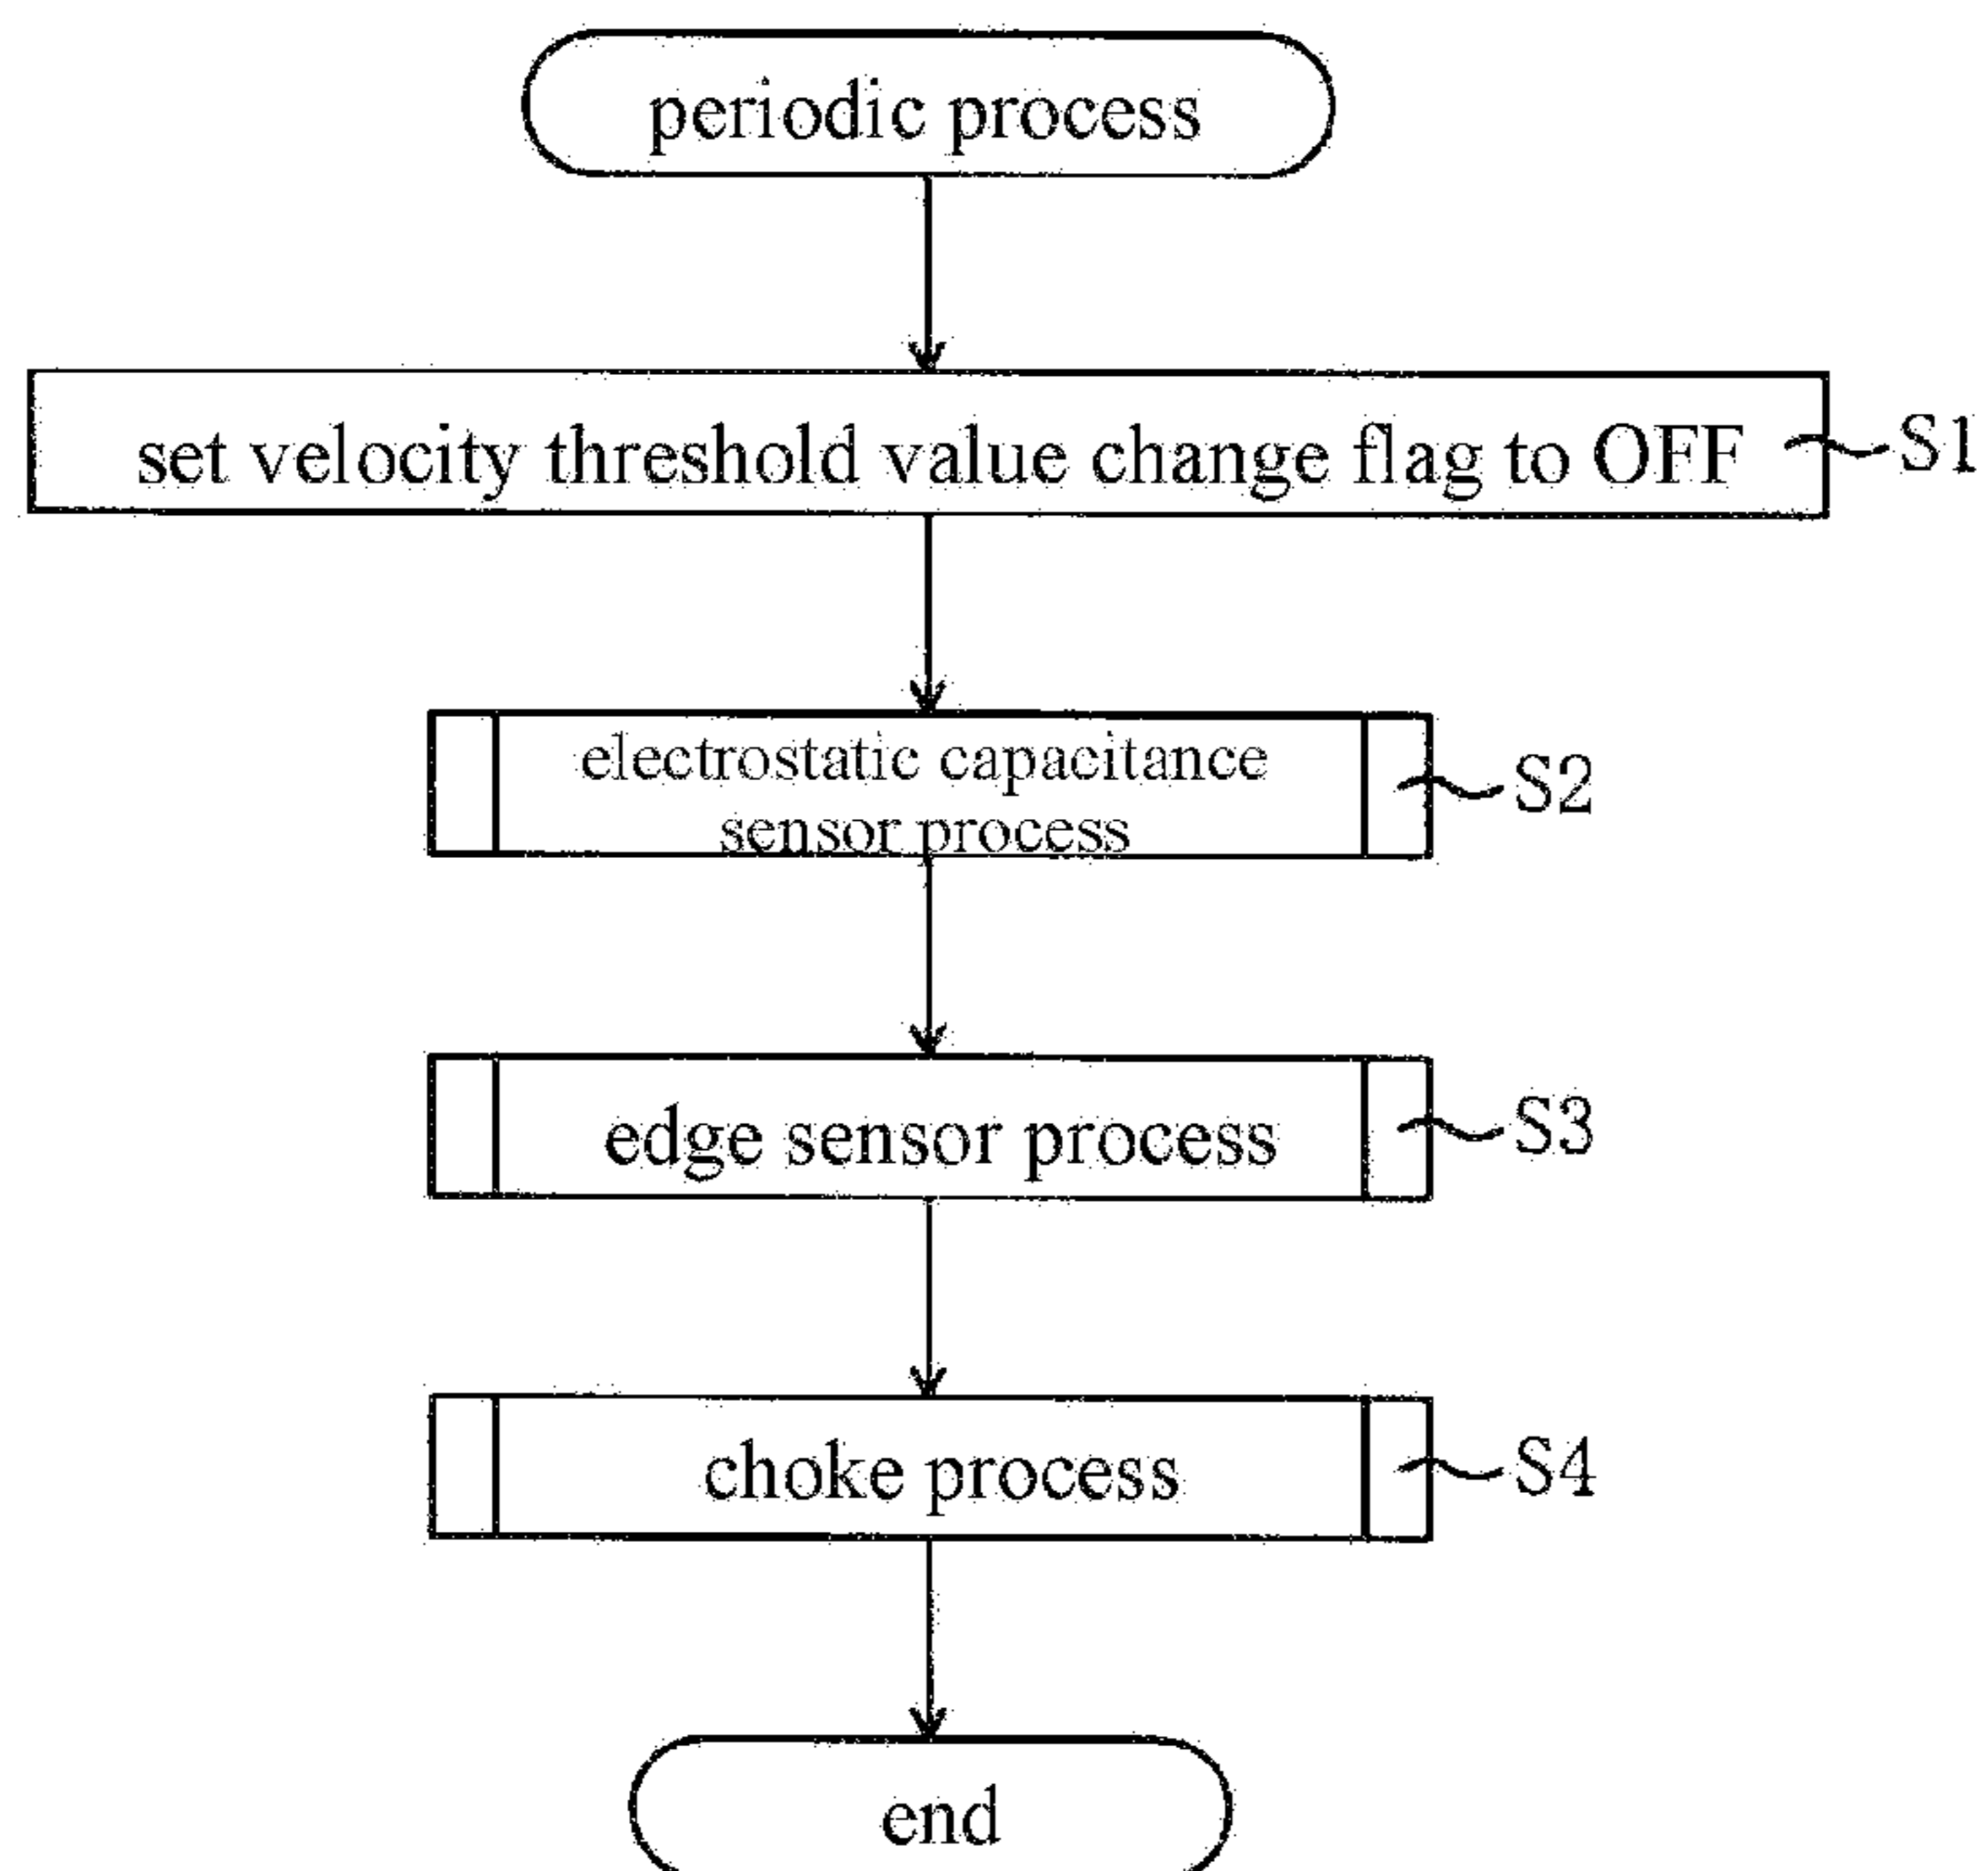 periodic process
set velocity threshold value change flag to OFF
S1
electrostatic capacitance
sensor process
S2
edge sensor process
S3
choke process
S4
end